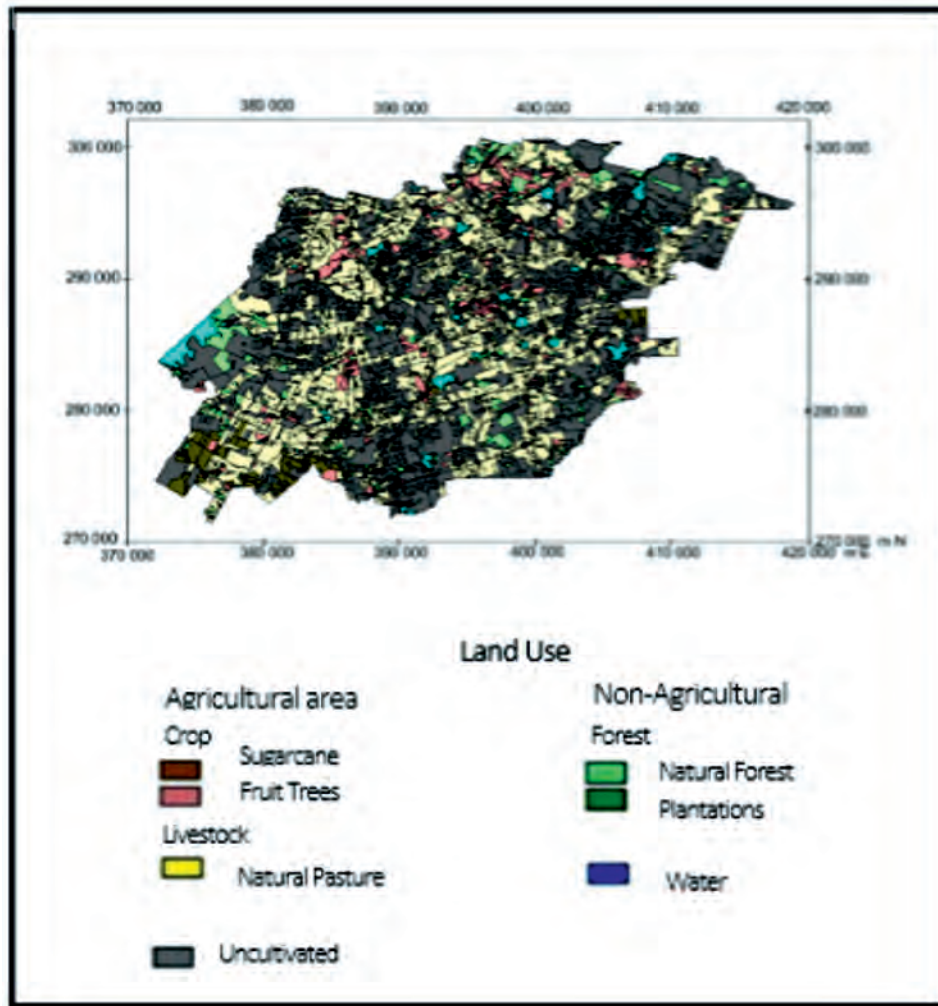 370 000 380 000 390 000 400 000 410 000 420 000
300 000 300 000
290 000 290 000
280 000 280 000
270 000 270 000 m N
370 000 380 000 390 000 400 000 410 000 420 000
Land Use
Agricultural area
Crop
Sugarcane
Fruit Trees
Livestock
Natural Pasture
Uncultivated
Non-Agricultural
Forest
Natural Forest
Plantations
Water